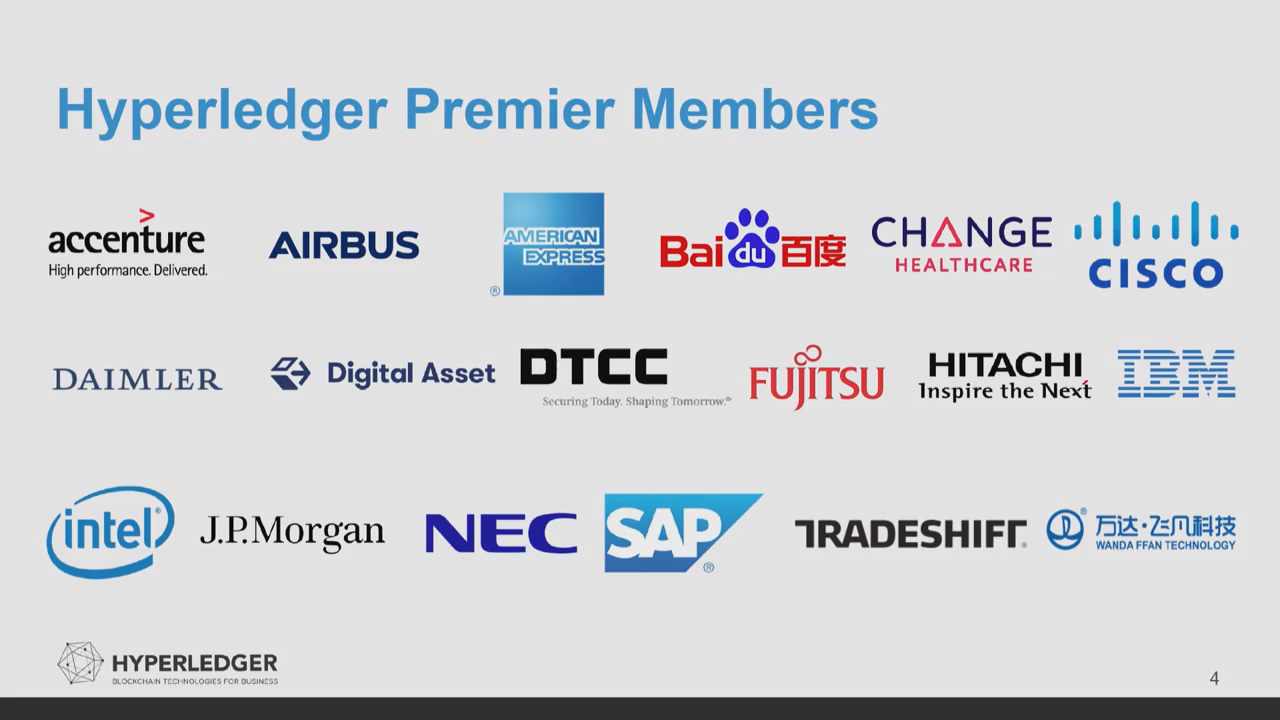 Hyperledger Premier Members
>
accenture
High performance. Delivered.
AIRBUS
AMERICAN
EXPRESS
®
Bai du 百度
CHANGE
HEALTHCARE
CISCO
DAIMLER
Digital Asset
DTCC
Securing Today. Shaping Tomorrow.®
FUJITSU
HITACHI
Inspire the Next
IBM
intel®
J.P.Morgan
NEC
SAP®
TRADESHIFT®
® 万达·飞凡科技
WANDA FFAN TECHNOLOGY
HYPERLEDGER
BLOCKCHAIN TECHNOLOGIES FOR BUSINESS
4